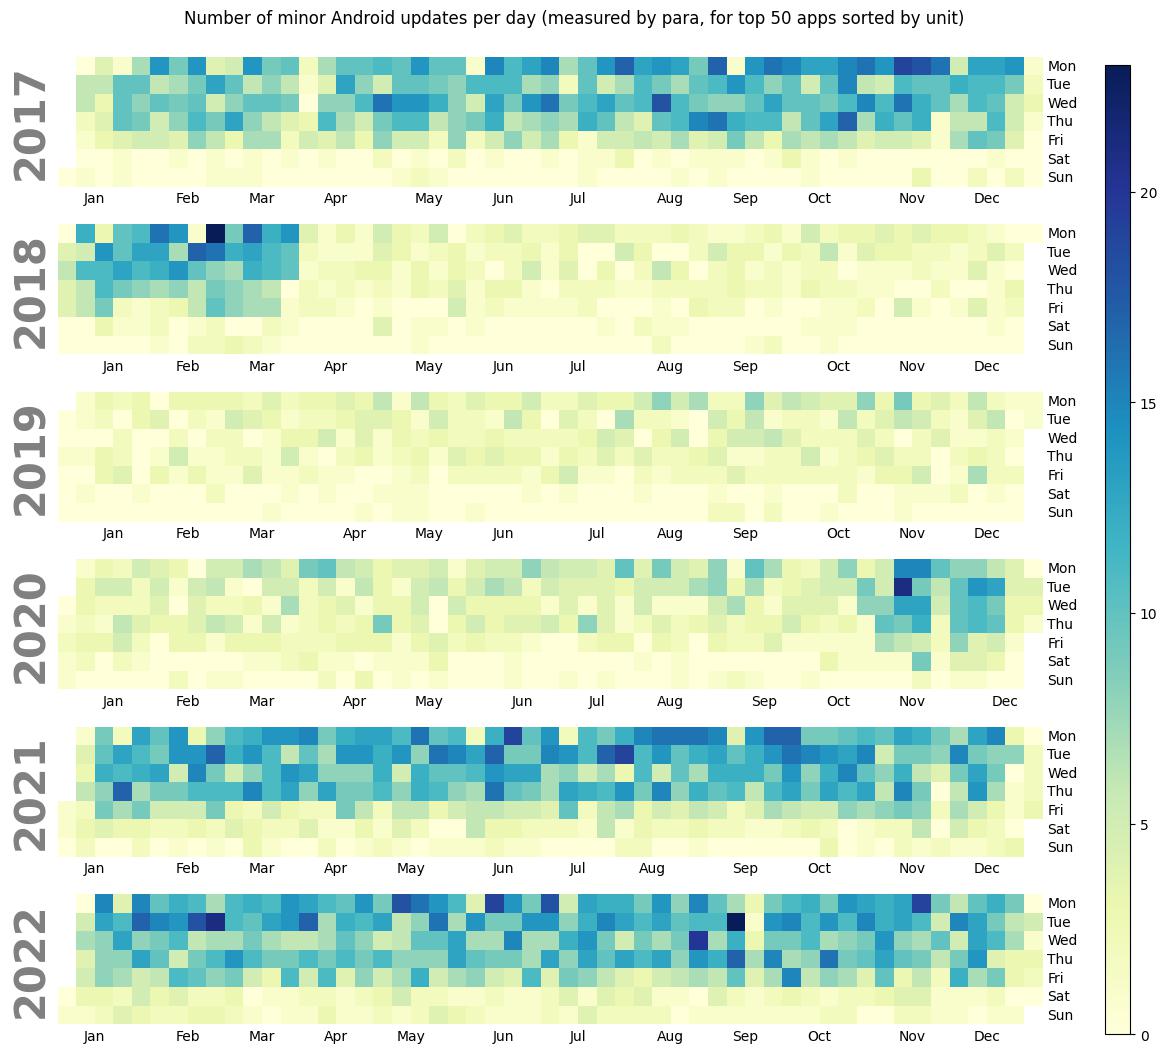 Number of minor Android updates per day (measured by para, for top 50 apps sorted by unit)
2017
Mon
Tue
Wed
Thu
Fri
Sat
Sun
Jan Feb Mar Apr May Jun Jul Aug Sep Oct Nov Dec
2018
Mon
Tue
Wed
Thu
Fri
Sat
Sun
Jan Feb Mar Apr May Jun Jul Aug Sep Oct Nov Dec
2019
Mon
Tue
Wed
Thu
Fri
Sat
Sun
Jan Feb Mar Apr May Jun Jul Aug Sep Oct Nov Dec
2020
Mon
Tue
Wed
Thu
Fri
Sat
Sun
Jan Feb Mar Apr May Jun Jul Aug Sep Oct Nov Dec
2021
Mon
Tue
Wed
Thu
Fri
Sat
Sun
Jan Feb Mar Apr May Jun Jul Aug Sep Oct Nov Dec
2022
Mon
Tue
Wed
Thu
Fri
Sat
Sun
Jan Feb Mar Apr May Jun Jul Aug Sep Oct Nov Dec
20
15
10
5
0